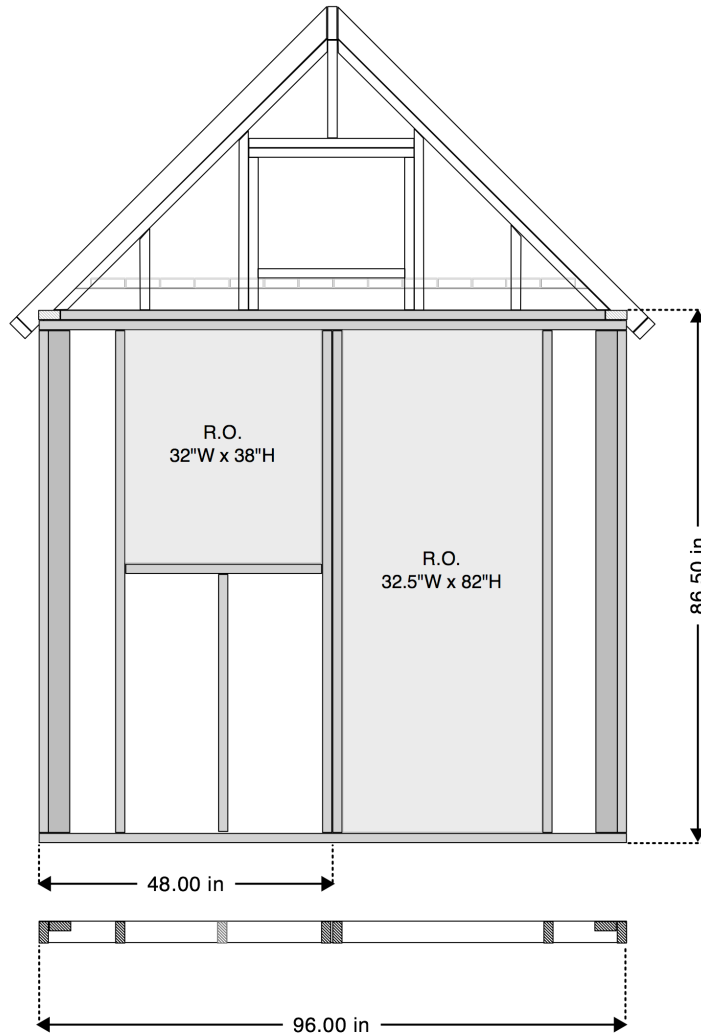 R.O.
32"W x 38"H
R.O.
32.5"W x 82"H
86.50 in
48.00 in
96.00 in